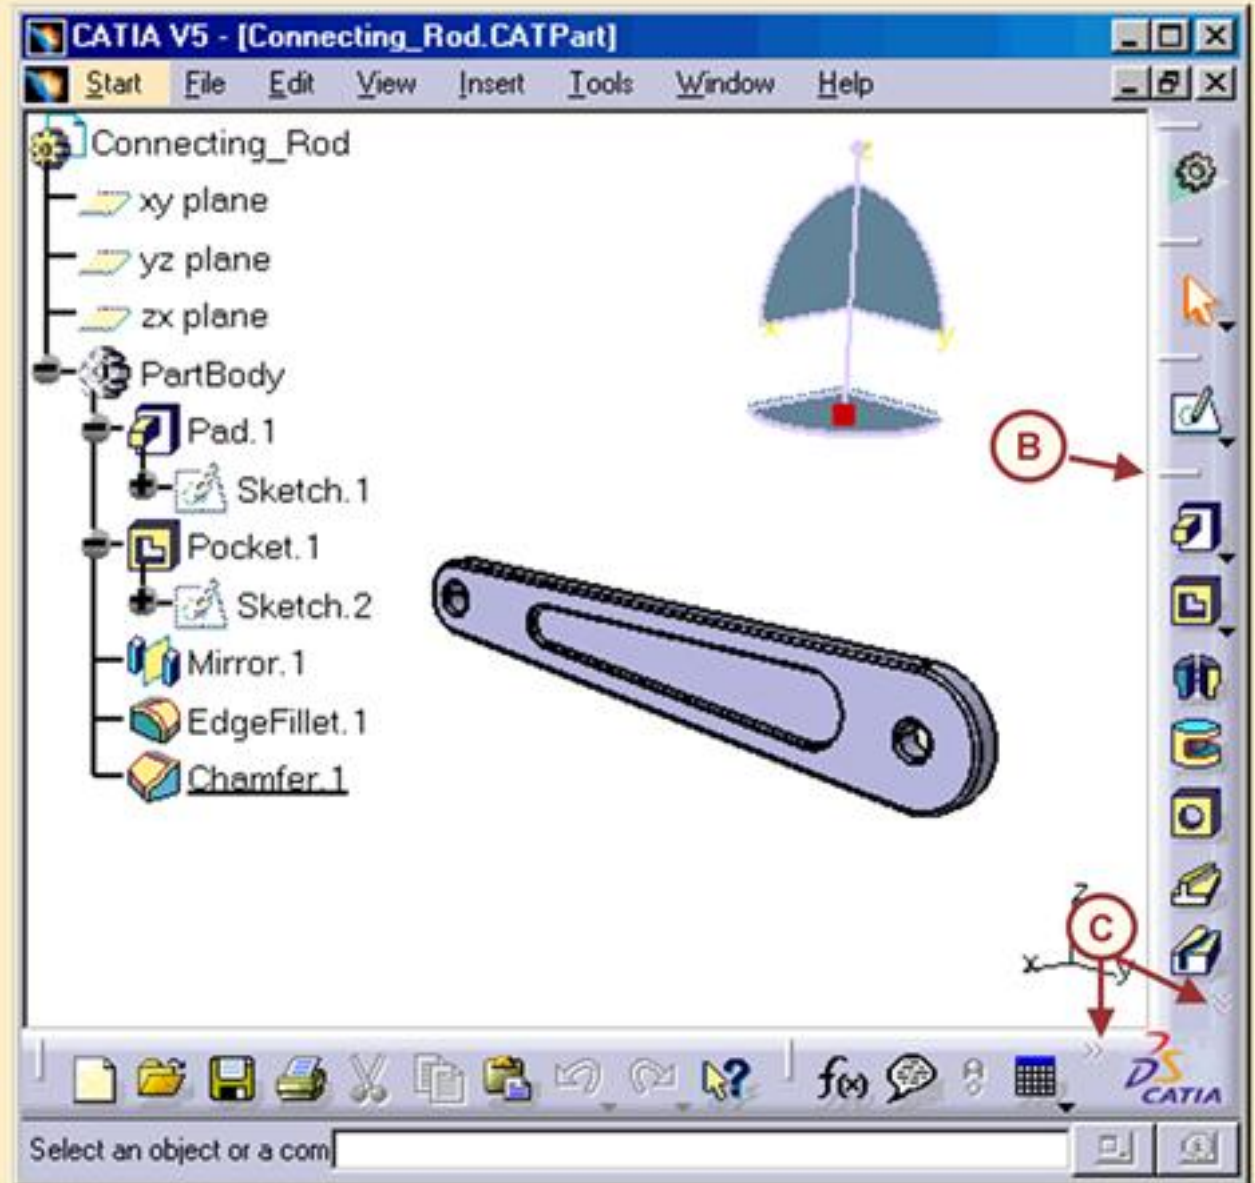 CATIA V5 - [Connecting_Rod.CATPart]
Start File Edit View Insert Tools Window Help
Connecting_Rod
xy plane
yz plane
zx plane
PartBody
Pad.1
Sketch.1
Pocket.1
Sketch.2
Mirror.1
EdgeFillet.1
Chamfer.1
z
x
y
B
C
z
x
y
f(x)
DS
CATIA
Select an object or a com